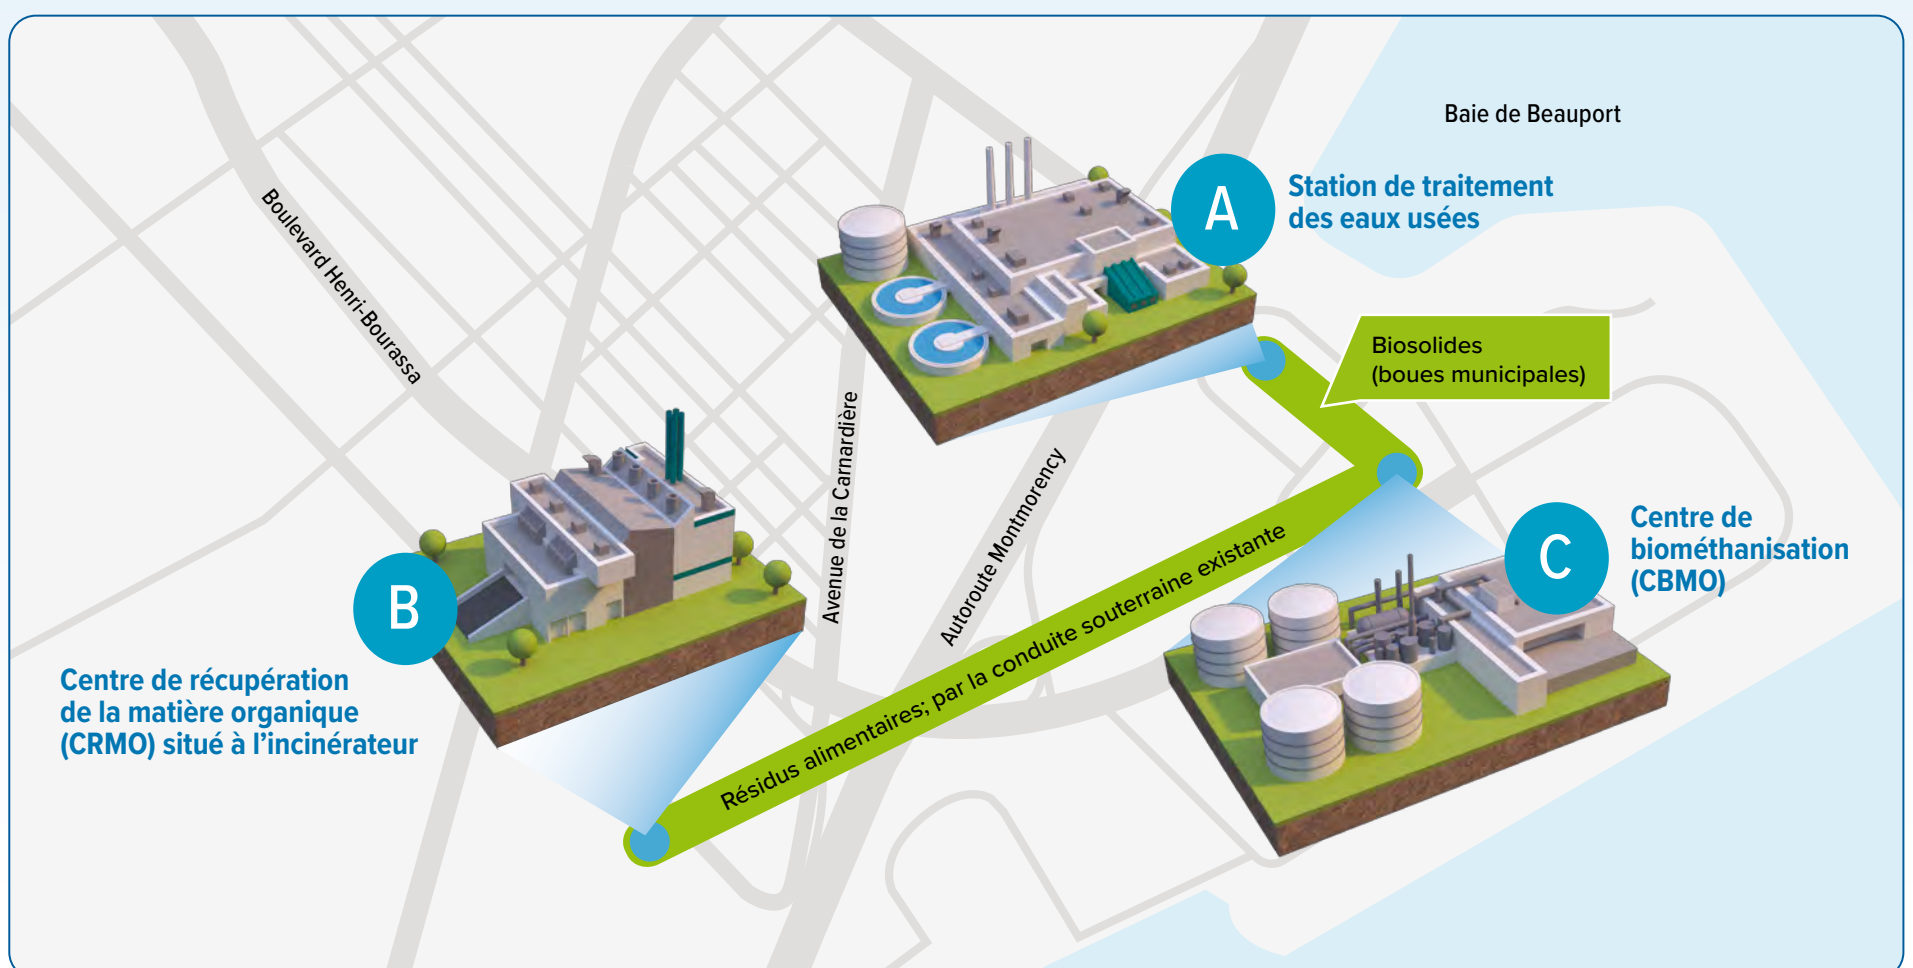 Baie de Beauport
A
Station de traitement
des eaux usées
Boulevard Henri-Bourassa
Biosolides
(boues municipales)
Avenue de la Carnardière
Autoroute Montmorency
Résidus alimentaires; par la conduite souterraine existante
C
Centre de
biométhanisation
(CBMO)
B
Centre de récupération
de la matière organique
(CRMO) situé à l’incinérateur